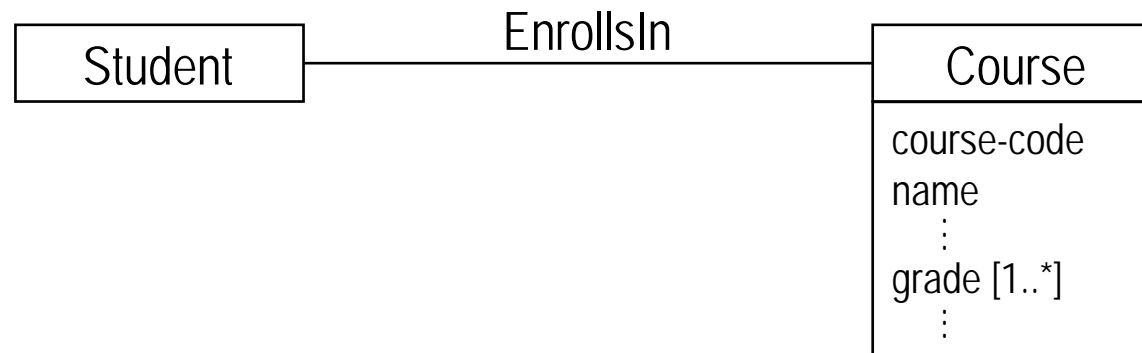 EnrollsIn
Student
Course
course-code
name
⋮
grade [1..*]
⋮